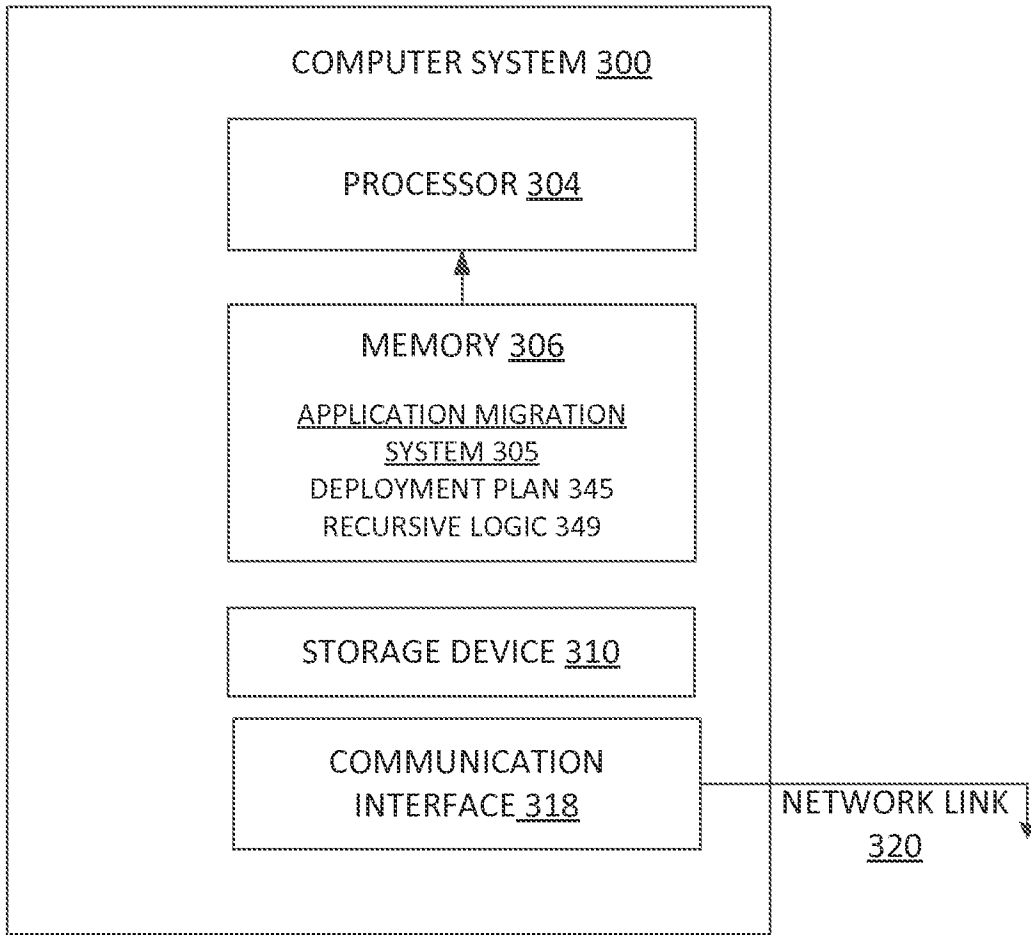 COMPUTER SYSTEM 300
PROCESSOR 304
MEMORY 306
APPLICATION MIGRATION
SYSTEM 305
DEPLOYMENT PLAN 345
RECURSIVE LOGIC 349
STORAGE DEVICE 310
COMMUNICATION
INTERFACE 318
NETWORK LINK
320